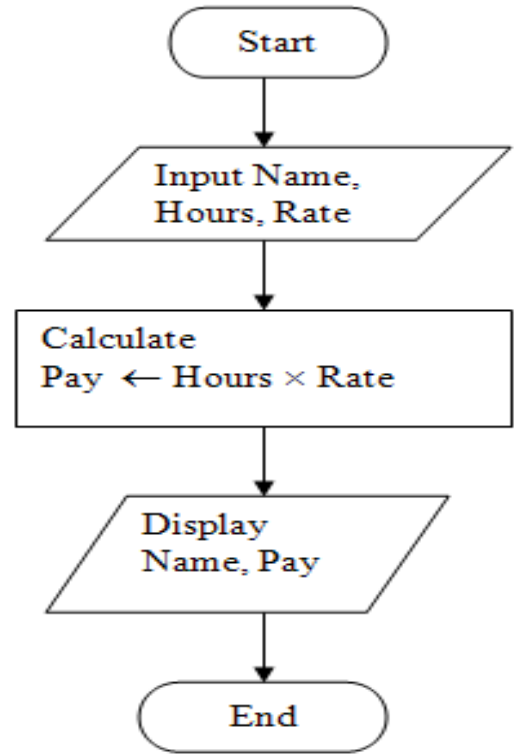 Start
Input Name,
Hours, Rate
Calculate
Pay ← Hours × Rate
Display
Name, Pay
End